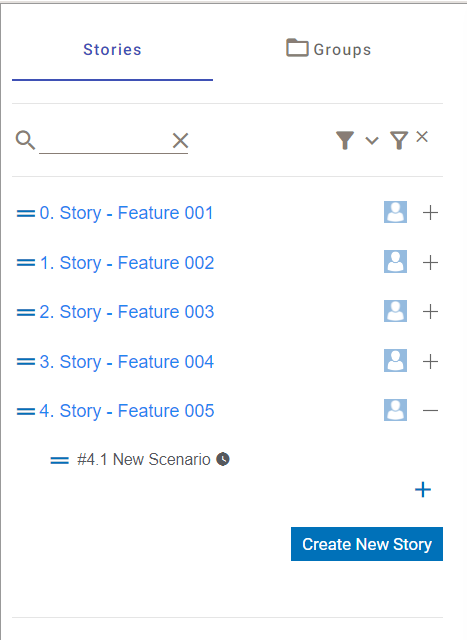 Stories
Groups
0. Story - Feature 001
1. Story - Feature 002
2. Story - Feature 003
3. Story - Feature 004
4. Story - Feature 005
#4.1 New Scenario
Create New Story